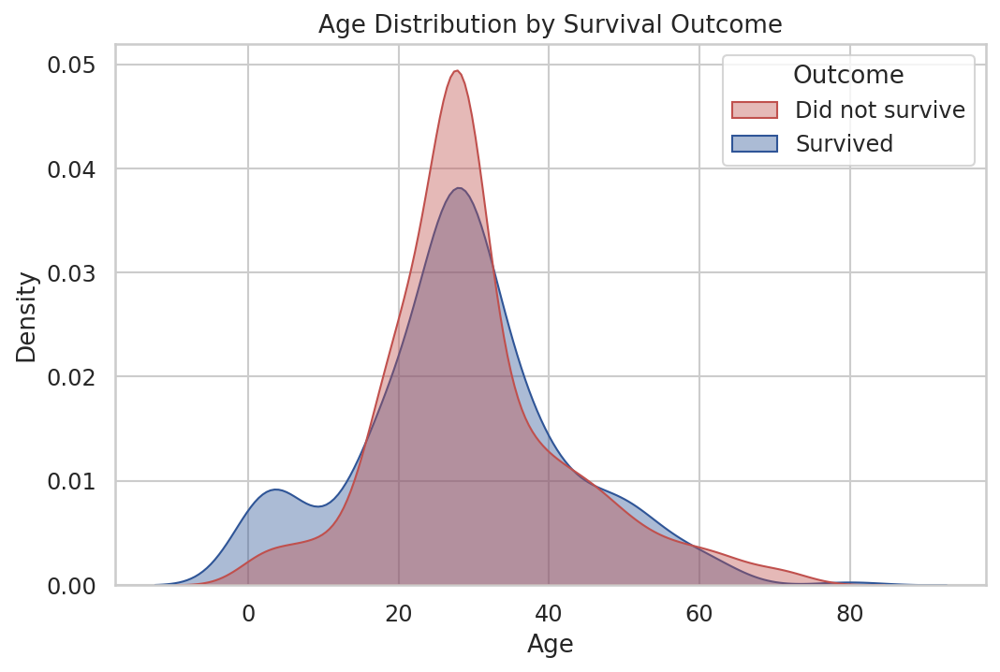 Age Distribution by Survival Outcome
Outcome
Did not survive
Survived
Density
0.05
0.04
0.03
0.02
0.01
0.00
0 20 40 60 80
Age